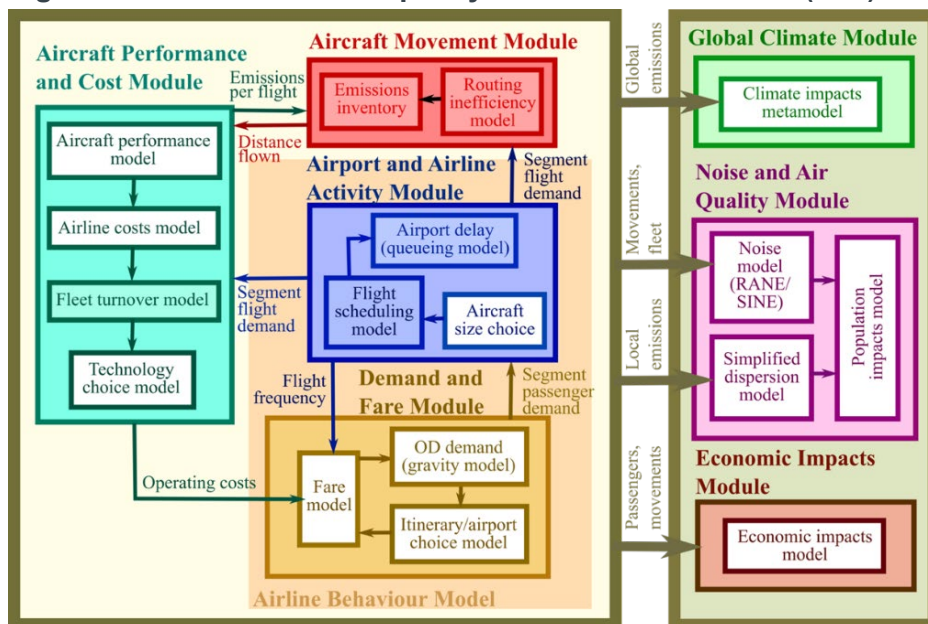 Aircraft Performance
and Cost Module
Aircraft performance
model
Airline costs model
Fleet turnover model
Technology
choice model
Emissions
per flight
Distance
flown
Aircraft Movement Module
Emissions
inventory
Routing
inefficiency
model
Segment
flight
demand
Airport and Airline
Activity Module
Airport delay
(queueing model)
Flight
scheduling
model
Aircraft
size choice
Segment
flight
demand
Flight
frequency
Segment
passenger
demand
Demand and
Fare Module
OD demand
(gravity model)
Fare
model
Itinerary/airport
choice model
Operating costs
Airline Behaviour Model
Global
emissions
Movements,
fleet
Local
emissions
Passengers,
movements
Global Climate Module
Climate impacts
metamodel
Noise and Air
Quality Module
Noise
model
(RANE/
SINE)
Simplified
dispersion
model
Population
impacts model
Economic Impacts
Module
Economic impacts
model